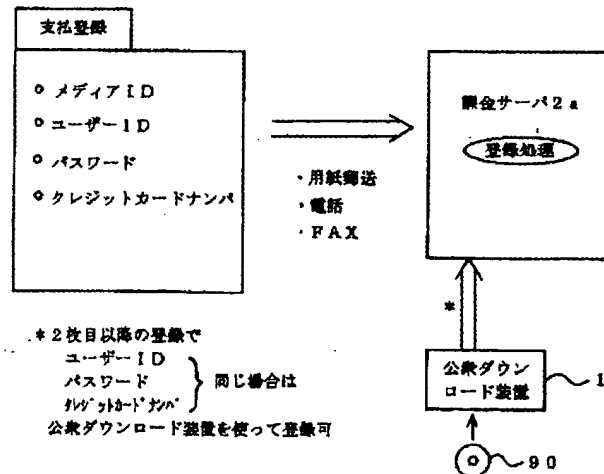 支払登録
○ メディアID
○ ユーザーID
○ パスワード
○ クレジットカードナンバ
・用紙郵送
・電話
・FAX
課金サーバ2a
登録処理
*
公衆ダウン
ロード装置
1
90
*2枚目以降の登録で
ユーザーID
パスワード
クレジットカードナンバ
同じ場合は
公衆ダウンロード装置を使って登録可